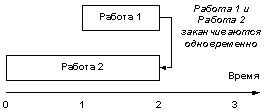 Работа 1
Работа 1 и
Работа 2
заканчиваются
одновременно
Работа 2
Время
0 1 2 3